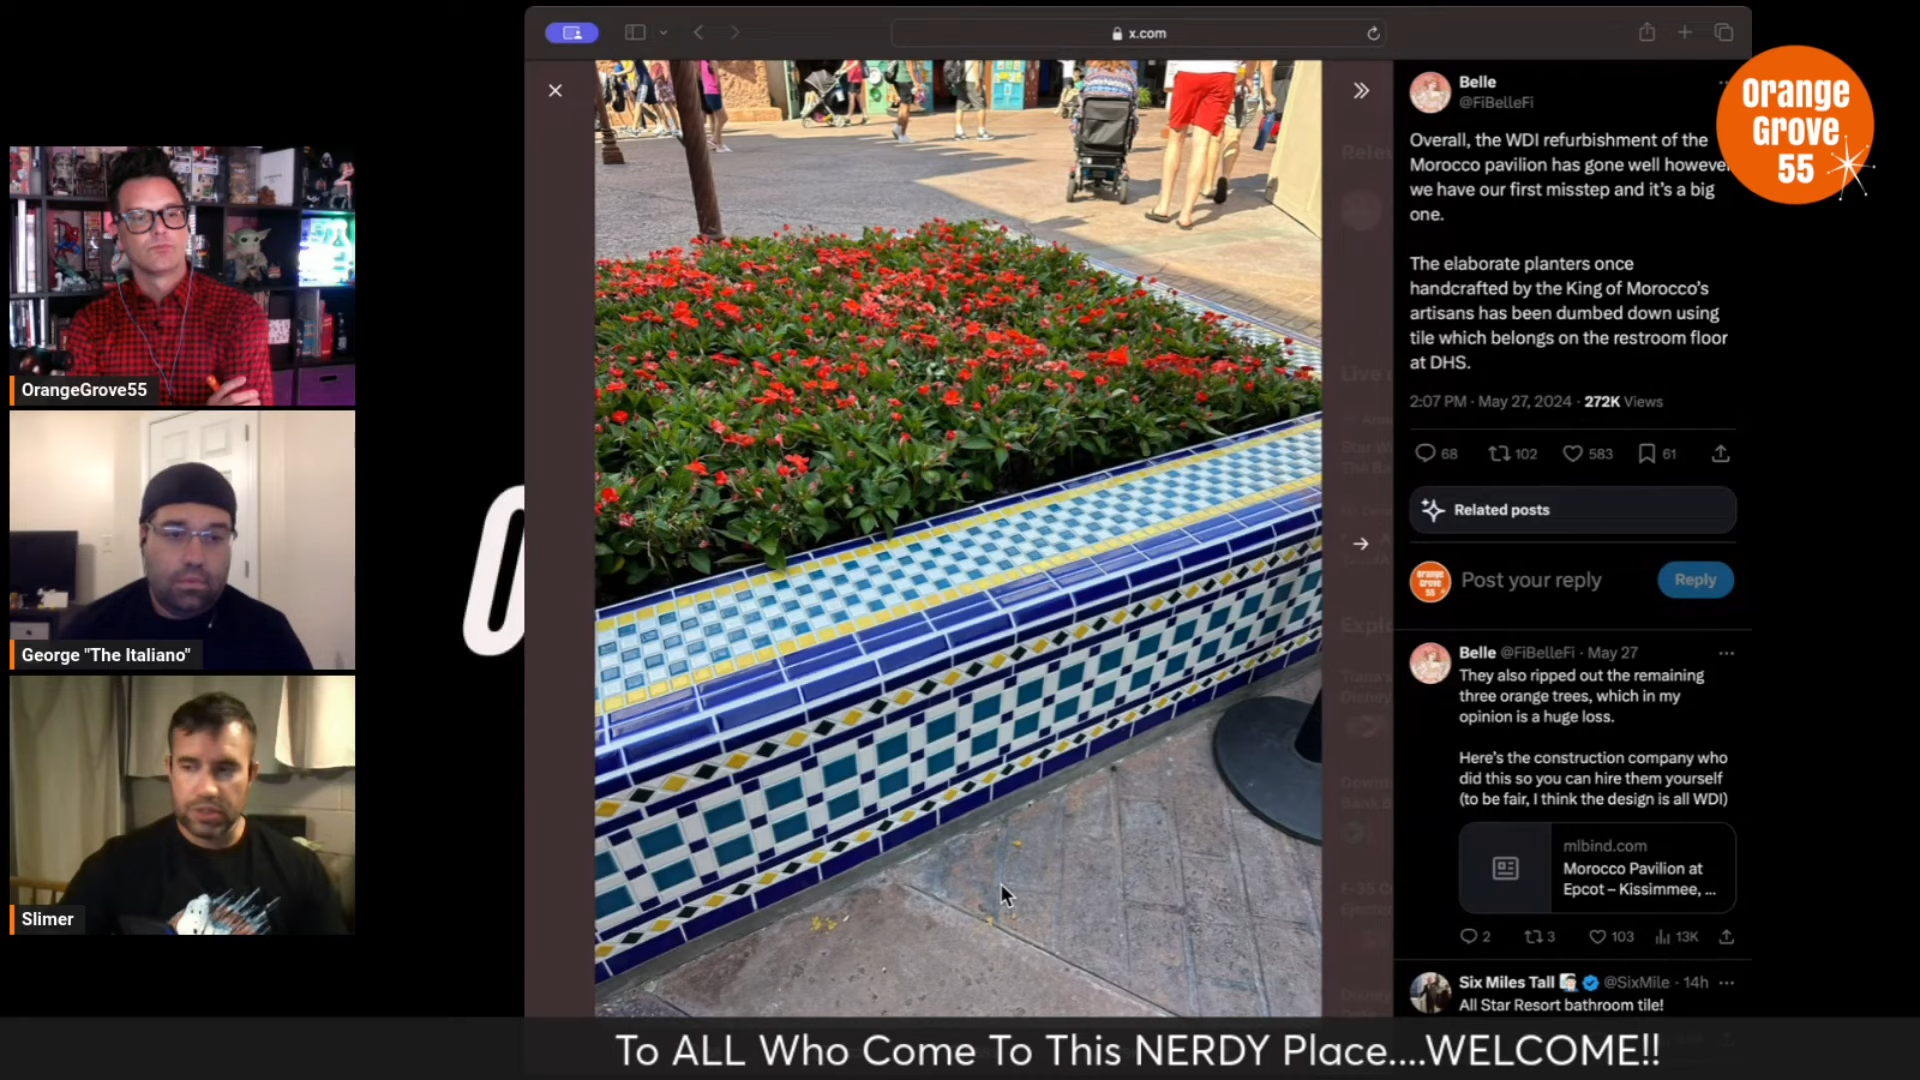 x.com
Orange
Grove
55
Belle
@FiBelleFi
Overall, the WDI refurbishment of the
Morocco pavilion has gone well however
we have our first misstep and it's a big
one.
The elaborate planters once
handcrafted by the King of Morocco's
artisans has been dumbed down using
tile which belongs on the restroom floor
at DHS.
2:07 PM · May 27, 2024 · 272K Views
68 102 583 61
Related posts
Orange
Grove
55
Post your reply
Reply
Belle @FiBelleFi · May 27
They also ripped out the remaining
three orange trees, which in my
opinion is a huge loss.
Here's the construction company who
did this so you can hire them yourself
(to be fair, I think the design is all WDI)
mlbind.com
Morocco Pavilion at
Epcot – Kissimmee, ...
2 3 103 13K
Six Miles Tall @SixMile · 14h
All Star Resort bathroom tile!
OrangeGrove55
George "The Italiano"
Slimer
To ALL Who Come To This NERDY Place....WELCOME!!